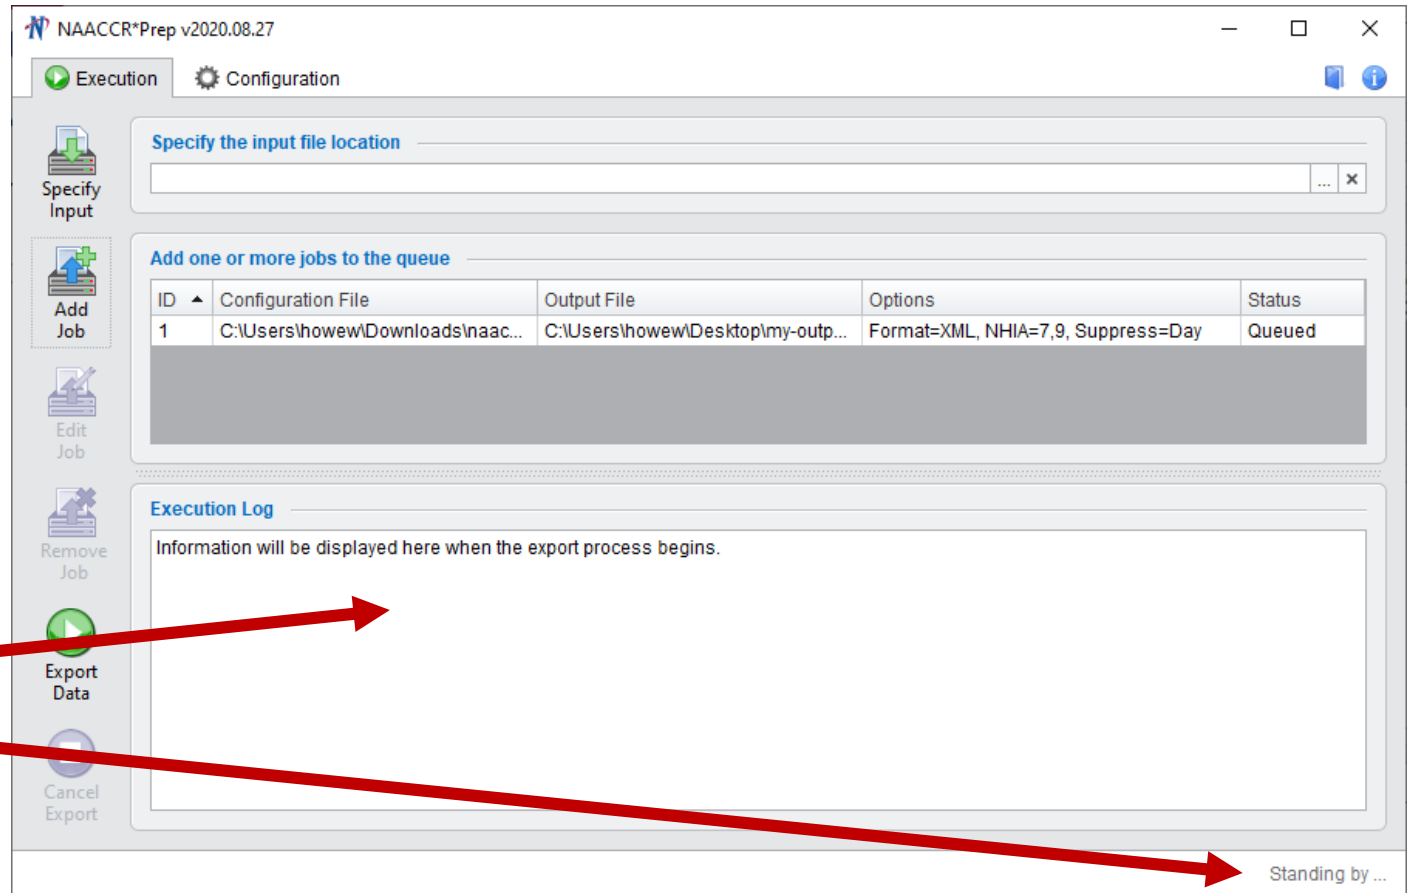 NAACCR*Prep v2020.08.27
Execution
Configuration
Specify the input file location
...
Specify
Input
Add one or more jobs to the queue
ID Configuration File Output File Options Status
1 C:\Users\howew\Downloads\naac... C:\Users\howew\Desktop\my-outp... Format=XML, NHIA=7,9, Suppress=Day Queued
Add
Job
Edit
Job
Execution Log
Information will be displayed here when the export process begins.
Remove
Job
Export
Data
Cancel
Export
Standing by ...